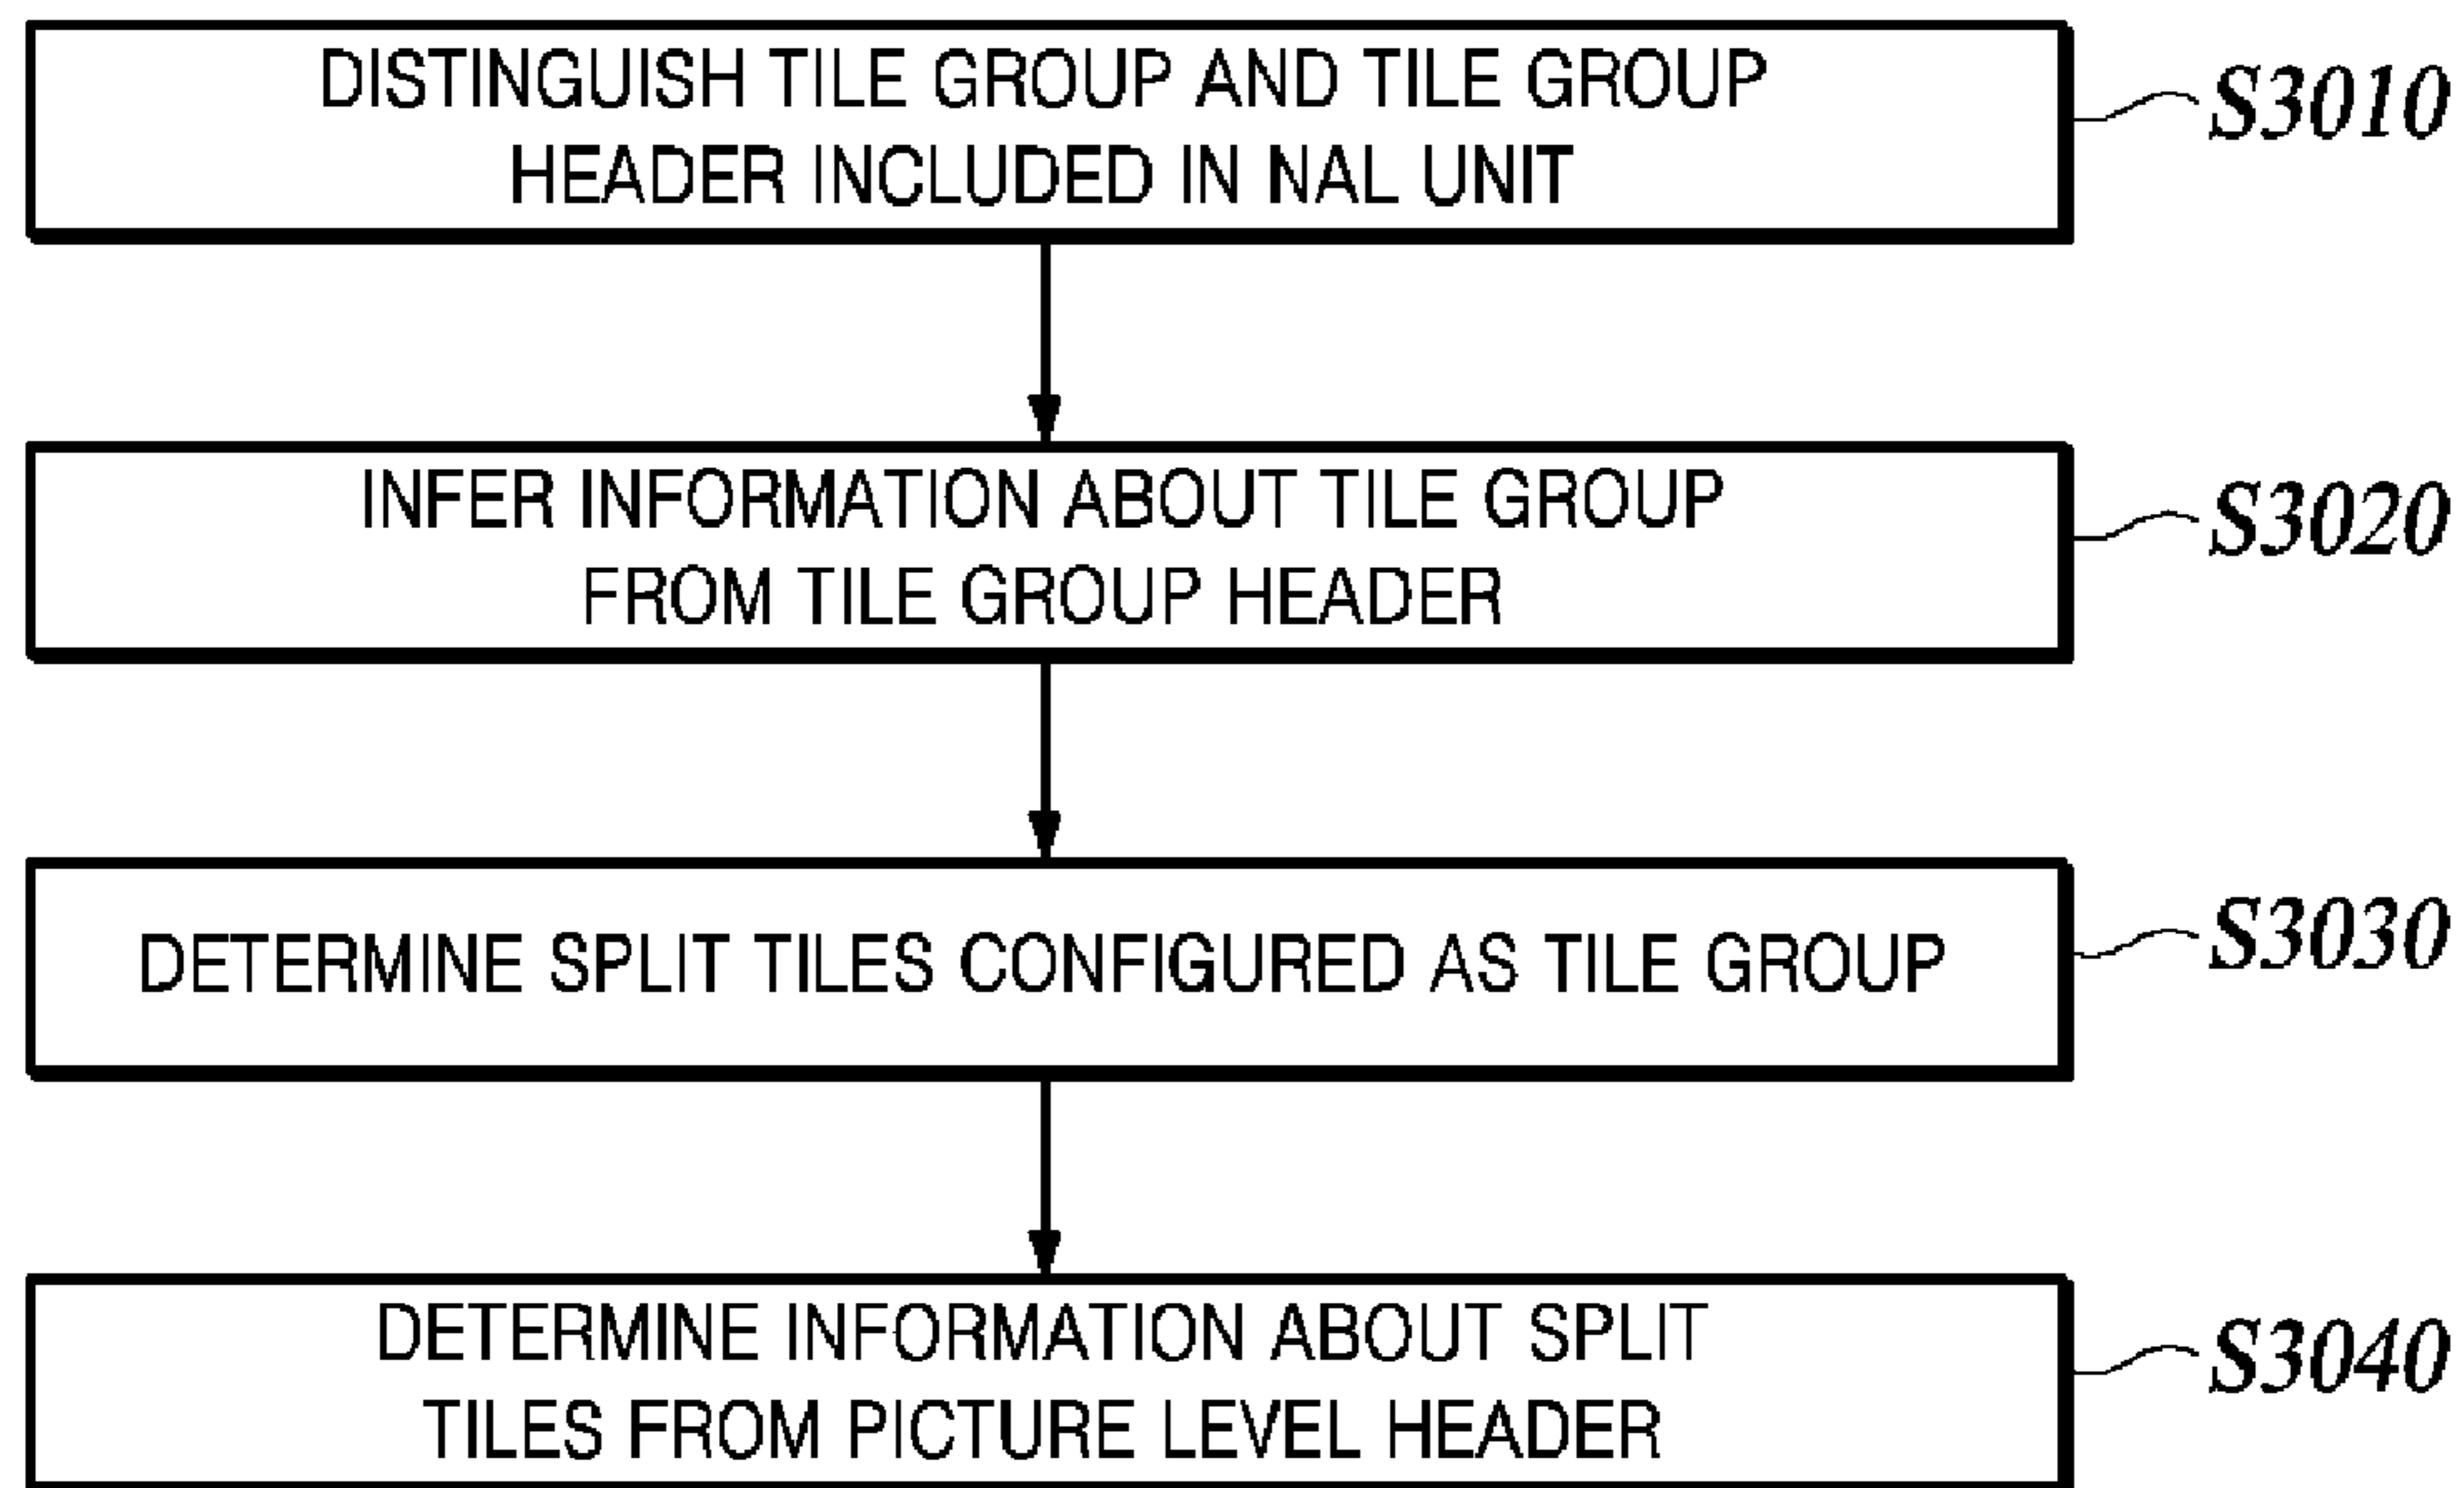 DISTINGUISH TILE GROUP AND TILE GROUP
HEADER INCLUDED IN NAL UNIT
S3010
INFER INFORMATION ABOUT TILE GROUP
FROM TILE GROUP HEADER
S3020
DETERMINE SPLIT TILES CONFIGURED AS TILE GROUP
S3030
DETERMINE INFORMATION ABOUT SPLIT
TILES FROM PICTURE LEVEL HEADER
S3040